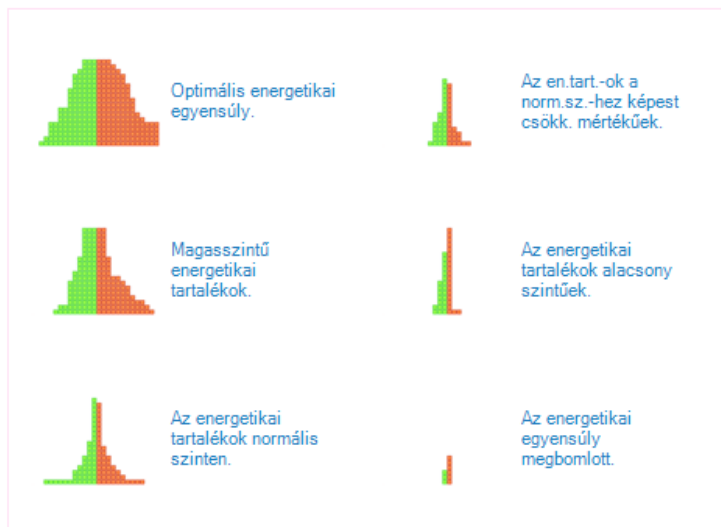 Optimális energetikai
egyensúly.
Az en.tart.-ok a
norm.sz.-hez képest
csökk. mértékűek.
Magasszintű
energetikai
tartalékok.
Az energetikai
tartalékok alacsony
szintűek.
Az energetikai
tartalékok normális
szinten.
Az energetikai
egyensúly
megbomlott.